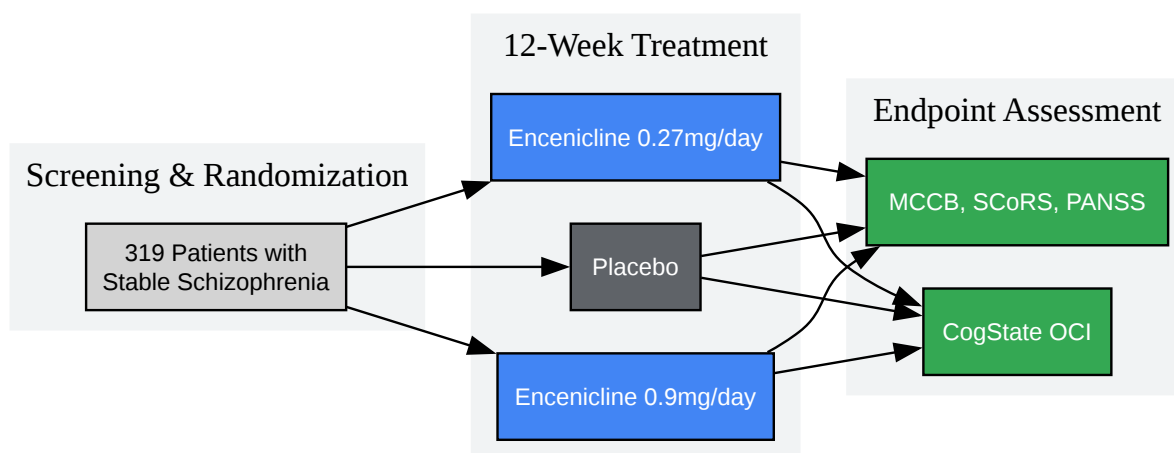 Screening & Randomization
319 Patients with
Stable Schizophrenia
12-Week Treatment
Encenicline 0.27mg/day
Placebo
Encenicline 0.9mg/day
Endpoint Assessment
MCCB, SCoRS, PANSS
CogState OCI